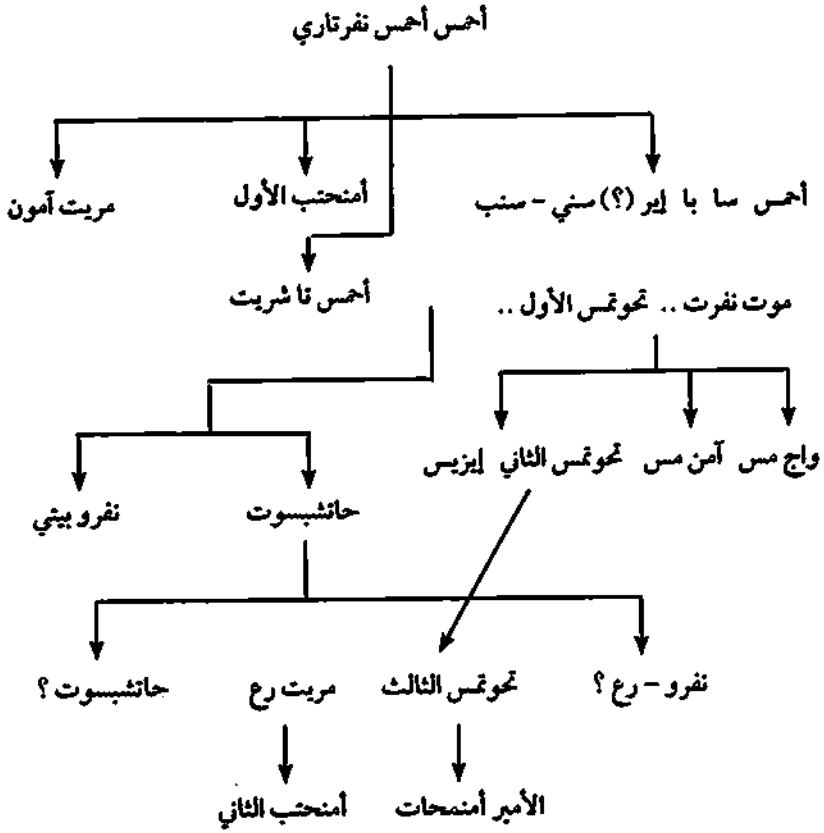 أحمس أحمس نفرتاري
أحمس سا با إير (؟) سني - سنب أمنحتب الأول مريت آمون
أحمس تا شريت
موت نفرت .. تحوتمس الأول ..
واج مس آمن مس تحوتمس الثاني إيزيس
حاتشبسوت نفرو بيتي
نفرو - رع ؟ تحوتمس الثالث مريت رع حاتشبسوت ؟
الأمير أمنمحات أمنحتب الثاني